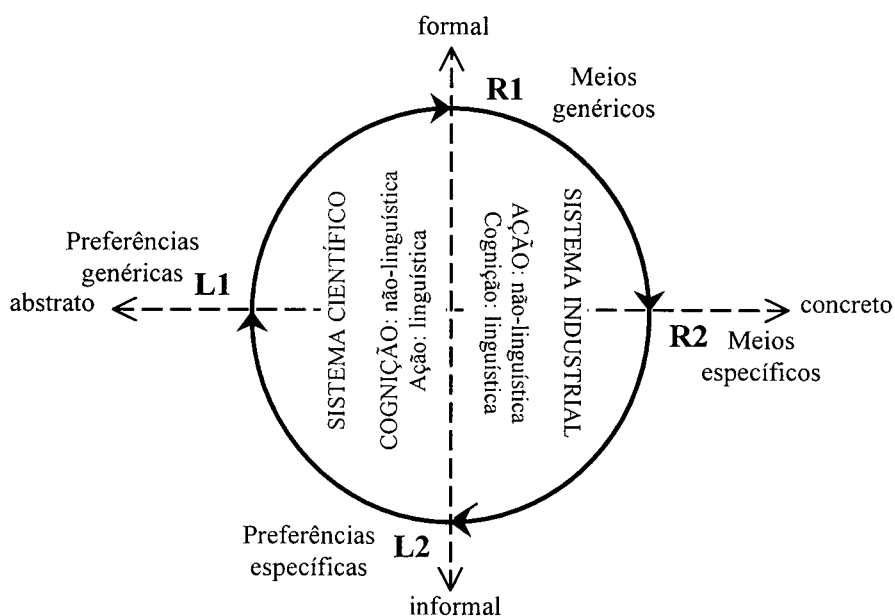 formal
R1
Meios
genéricos
SISTEMA CIENTÍFICO
COGNIÇÃO: não-linguística
Ação: linguística
SISTEMA INDUSTRIAL
AÇÃO: não-linguística
Cognição: linguística
Preferências
genéricas
L1
abstrato
concreto
R2
Meios
específicos
Preferências
específicas
L2
informal